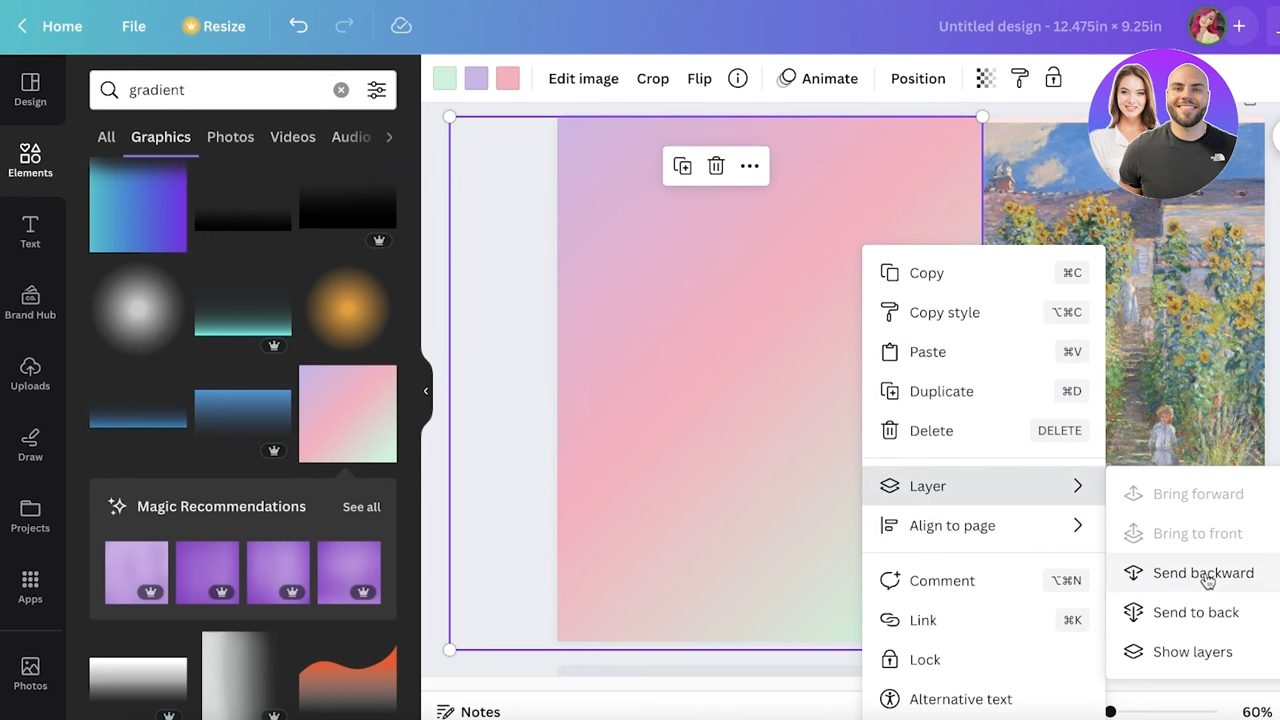 Home File Resize Untitled design - 12.475in × 9.25in
Design
Elements
Text
Brand Hub
Uploads
Draw
Projects
Apps
Photos
gradient
All Graphics Photos Videos Audio
Magic Recommendations See all
Edit image Crop Flip Animate Position
Copy ⌘C
Copy style ⌥⌘C
Paste ⌘V
Duplicate ⌘D
Delete DELETE
Layer
Align to page
Comment ⌥⌘N
Link ⌘K
Lock
Alternative text
Bring forward
Bring to front
Send backward
Send to back
Show layers
Notes 60%